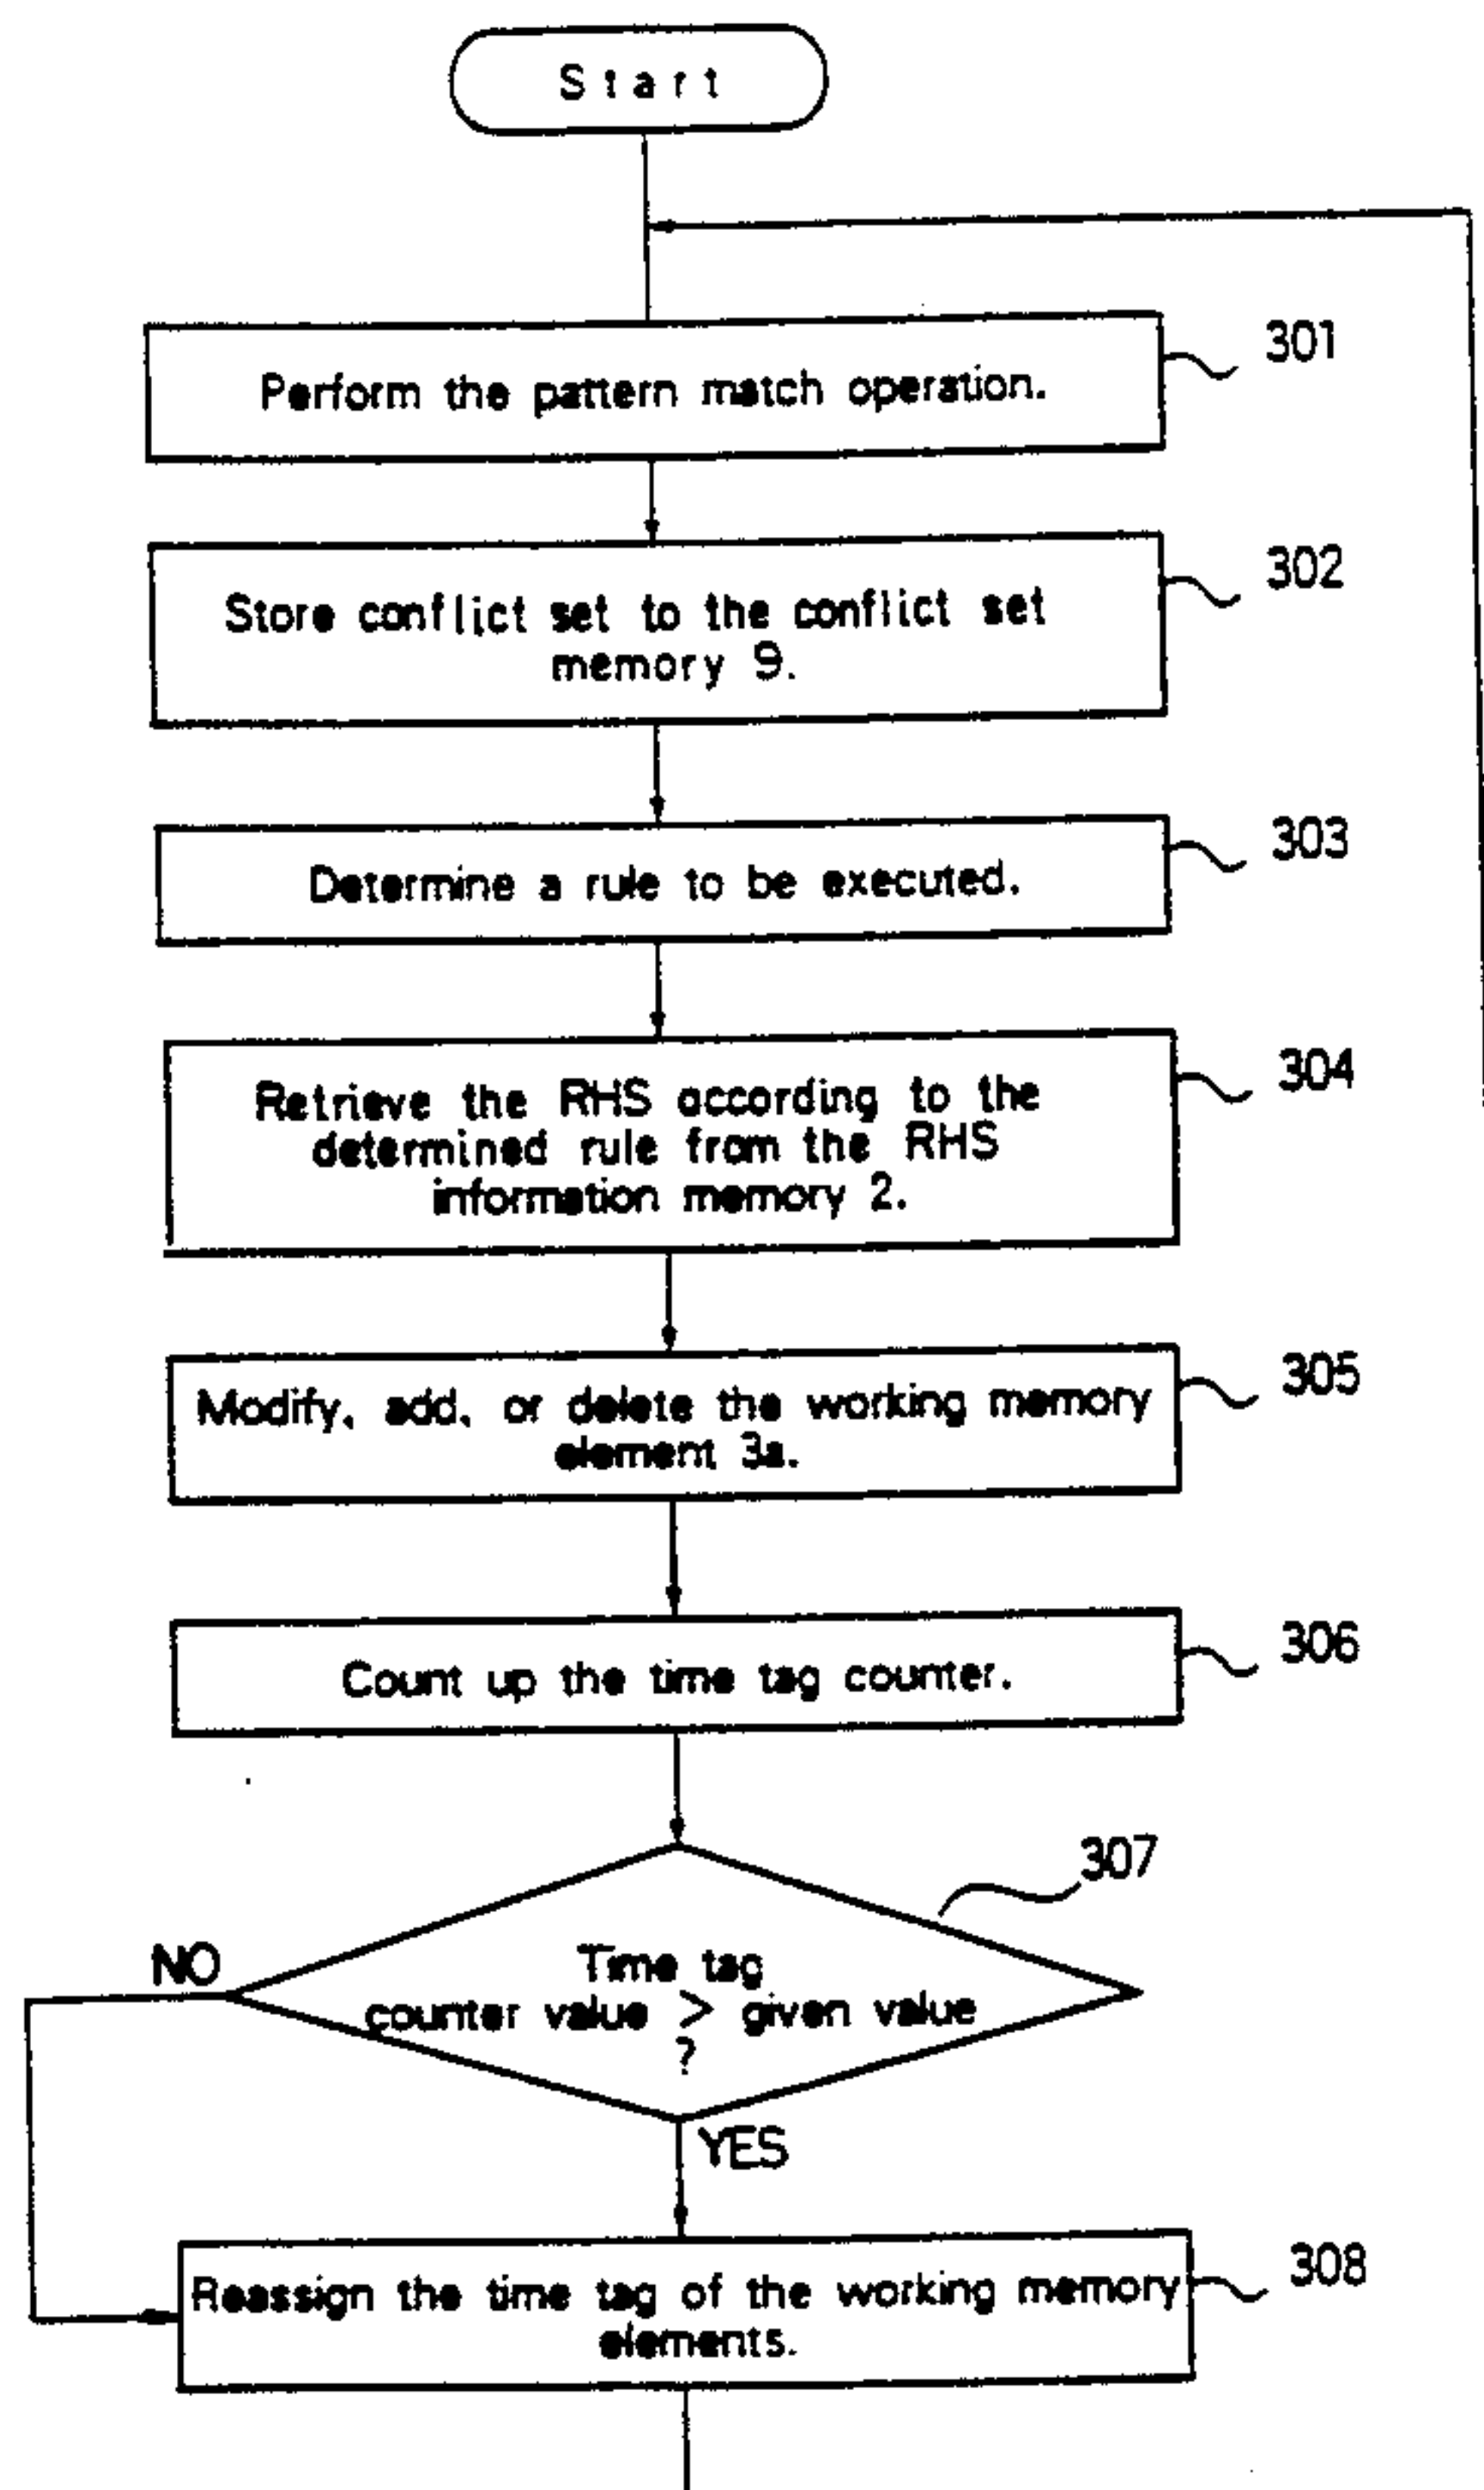 Start
301
Perform the pattern match operation.
302
Store conflict set to the conflict set
memory 9.
303
Determine a rule to be executed.
304
Retrieve the RHS according to the
determined rule from the RHS
information memory 2.
305
Modify, add, or delete the working memory
element 3a.
306
Count up the time tag counter.
307
NO
Time tag
counter value > given value
?
YES
308
Reassign the time tag of the working memory
elements.